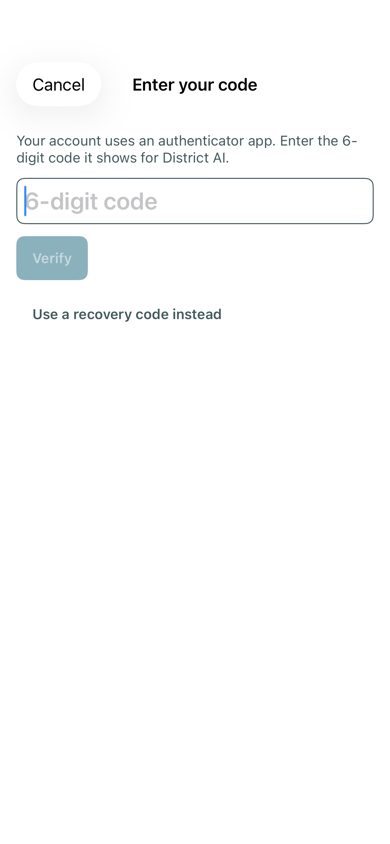 Cancel
Enter your code
Your account uses an authenticator app. Enter the 6-
digit code it shows for District AI.
6-digit code
Verify
Use a recovery code instead